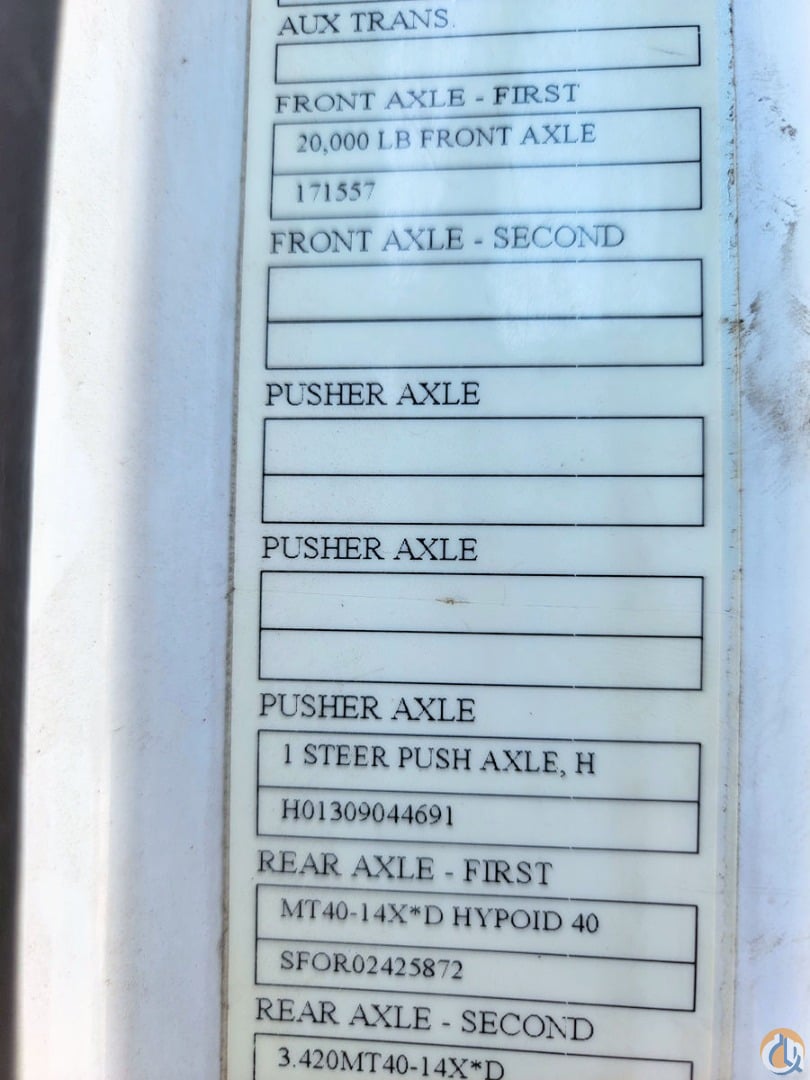 AUX TRANS.
FRONT AXLE - FIRST
20,000 LB FRONT AXLE
171557
FRONT AXLE - SECOND
PUSHER AXLE
PUSHER AXLE
PUSHER AXLE
1 STEER PUSH AXLE, H
H01309044691
REAR AXLE - FIRST
MT40-14X*D HYPOID 40
SFOR02425872
REAR AXLE - SECOND
3.420MT40-14X*D